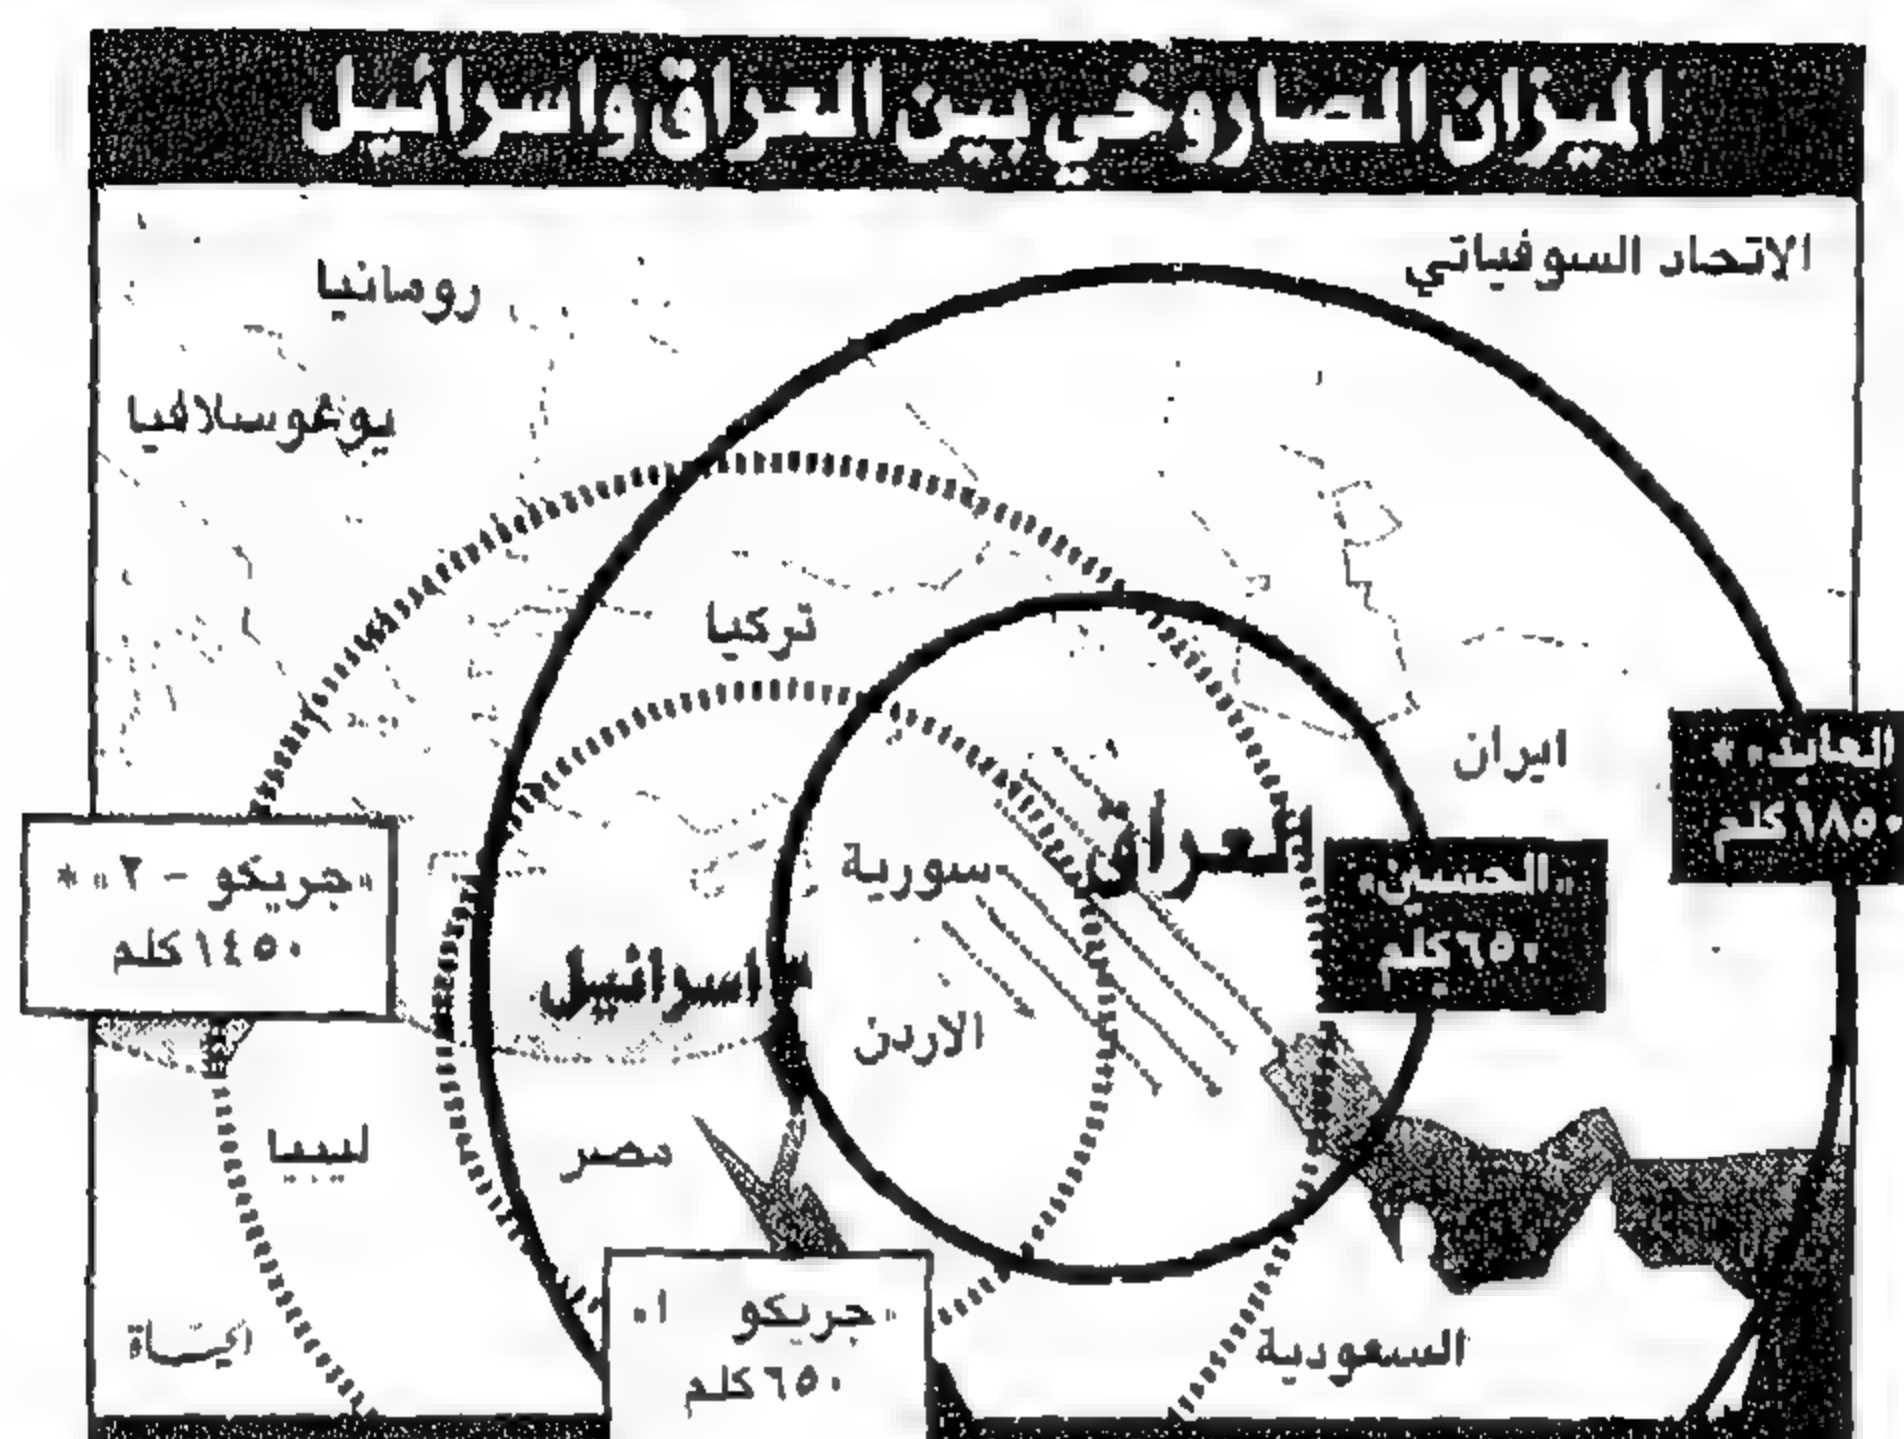 الميزان الصاروخي بين العراق واسرائيل
الاتحاد السوفياتي
رومانيا
يوغوسلافيا
تركيا
ايران
«العابد» *
١٨٥٠ كلم
العراق
سورية
«الحسين»
٦٥٠ كلم
«جريكو - ٢» *
١٤٥٠ كلم
اسرائيل
الاردن
ليبيا
مصر
«جريكو ١»
٦٥٠ كلم
السعودية
الحياة